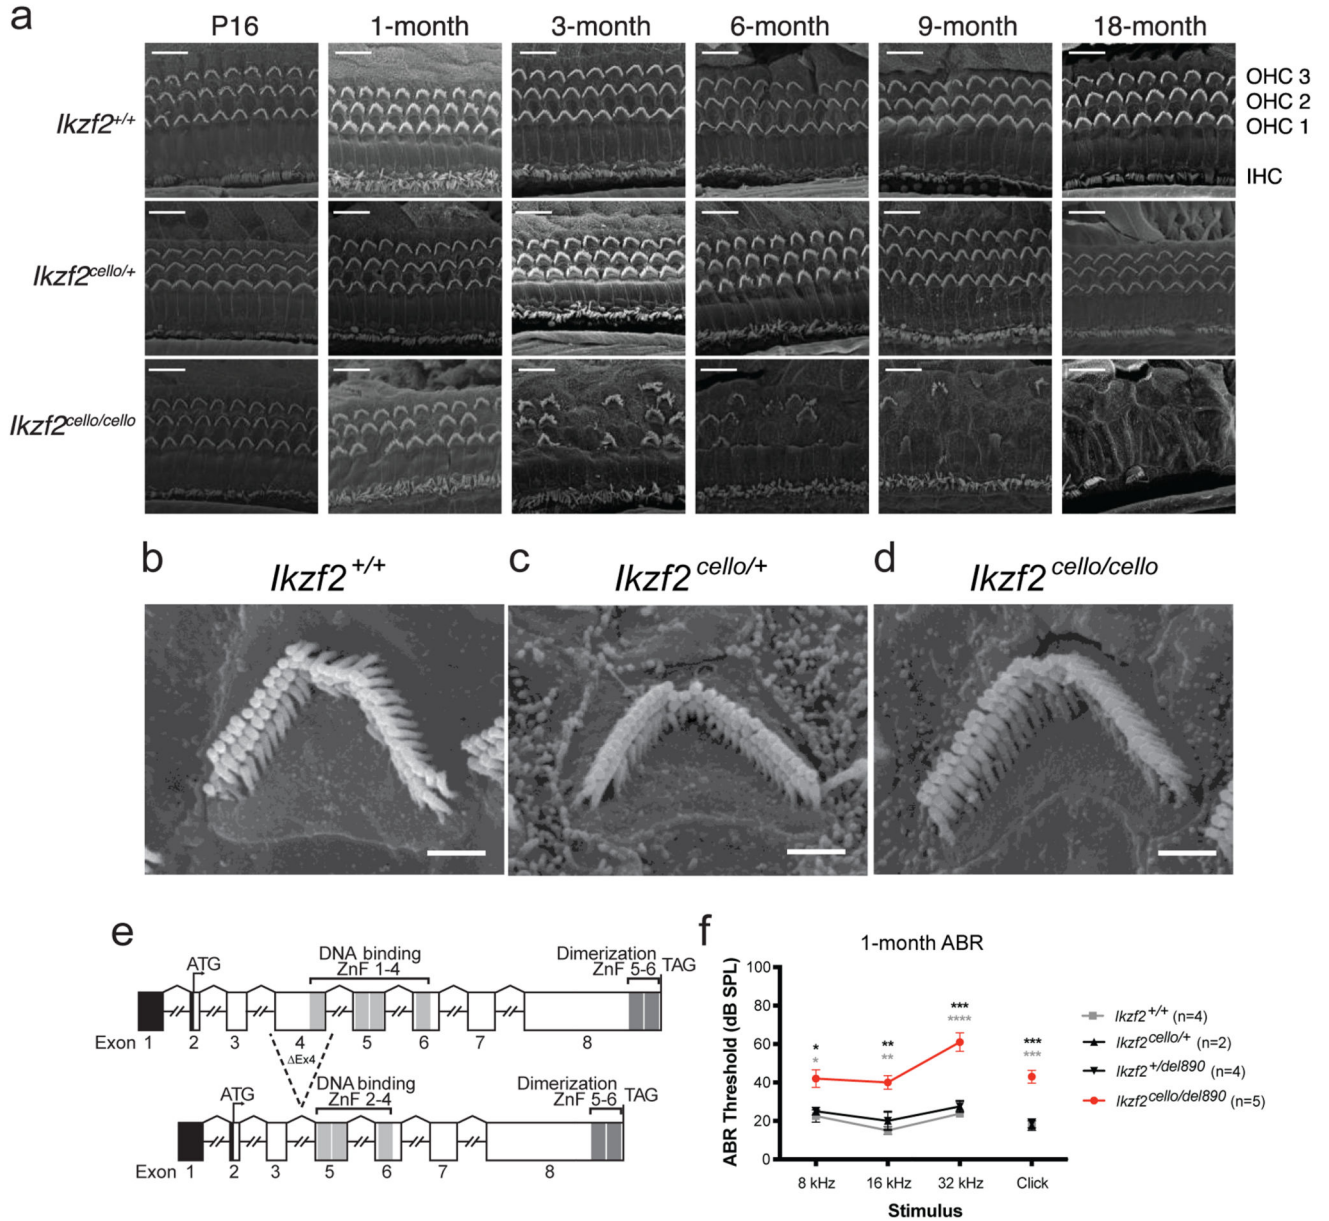 a
P16 1-month 3-month 6-month 9-month 18-month
Ikzf2+/+
OHC 3
OHC 2
OHC 1
IHC
Ikzf2cello/+
Ikzf2cello/cello
b Ikzf2 +/+
c Ikzf2 cello/+
d Ikzf2 cello/cello
e
ATG
DNA binding
ZnF 1-4
Dimerization
ZnF 5-6 TAG
Exon 1 2 3 4 5 6 7 8
ΔEx4
ATG
DNA binding
ZnF 2-4
Dimerization
ZnF 5-6 TAG
Exon 1 2 3 5 6 7 8
f
1-month ABR
ABR Threshold (dB SPL)
100
80
60
40
20
0
* ** *** ***
* ** **** ***
8 kHz 16 kHz 32 kHz Click
Stimulus
Ikzf2+/+ (n=4)
Ikzf2cello/+ (n=2)
Ikzf2+/del890 (n=4)
Ikzf2cello/del890 (n=5)